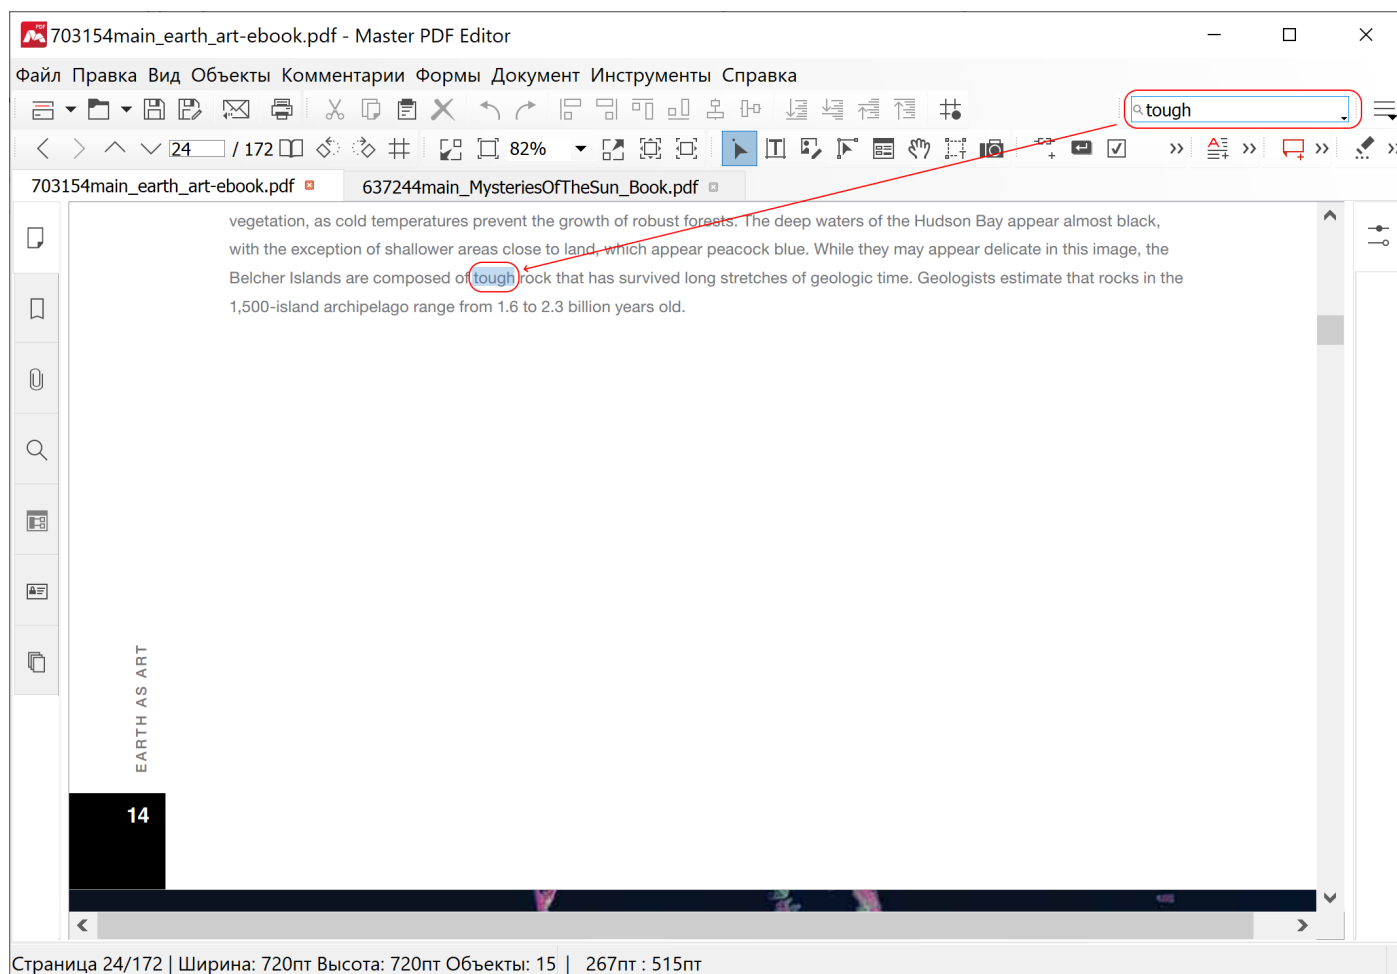 703154main_earth_art-ebook.pdf - Master PDF Editor
Файл Правка Вид Объекты Комментарии Формы Документ Инструменты Справка
tough
24 / 172 82%
703154main_earth_art-ebook.pdf 637244main_MysteriesOfTheSun_Book.pdf
vegetation, as cold temperatures prevent the growth of robust forests. The deep waters of the Hudson Bay appear almost black,
with the exception of shallower areas close to land, which appear peacock blue. While they may appear delicate in this image, the
Belcher Islands are composed of tough rock that has survived long stretches of geologic time. Geologists estimate that rocks in the
1,500-island archipelago range from 1.6 to 2.3 billion years old.
EARTH AS ART
14
Страница 24/172 | Ширина: 720пт Высота: 720пт Объекты: 15 | 267пт : 515пт